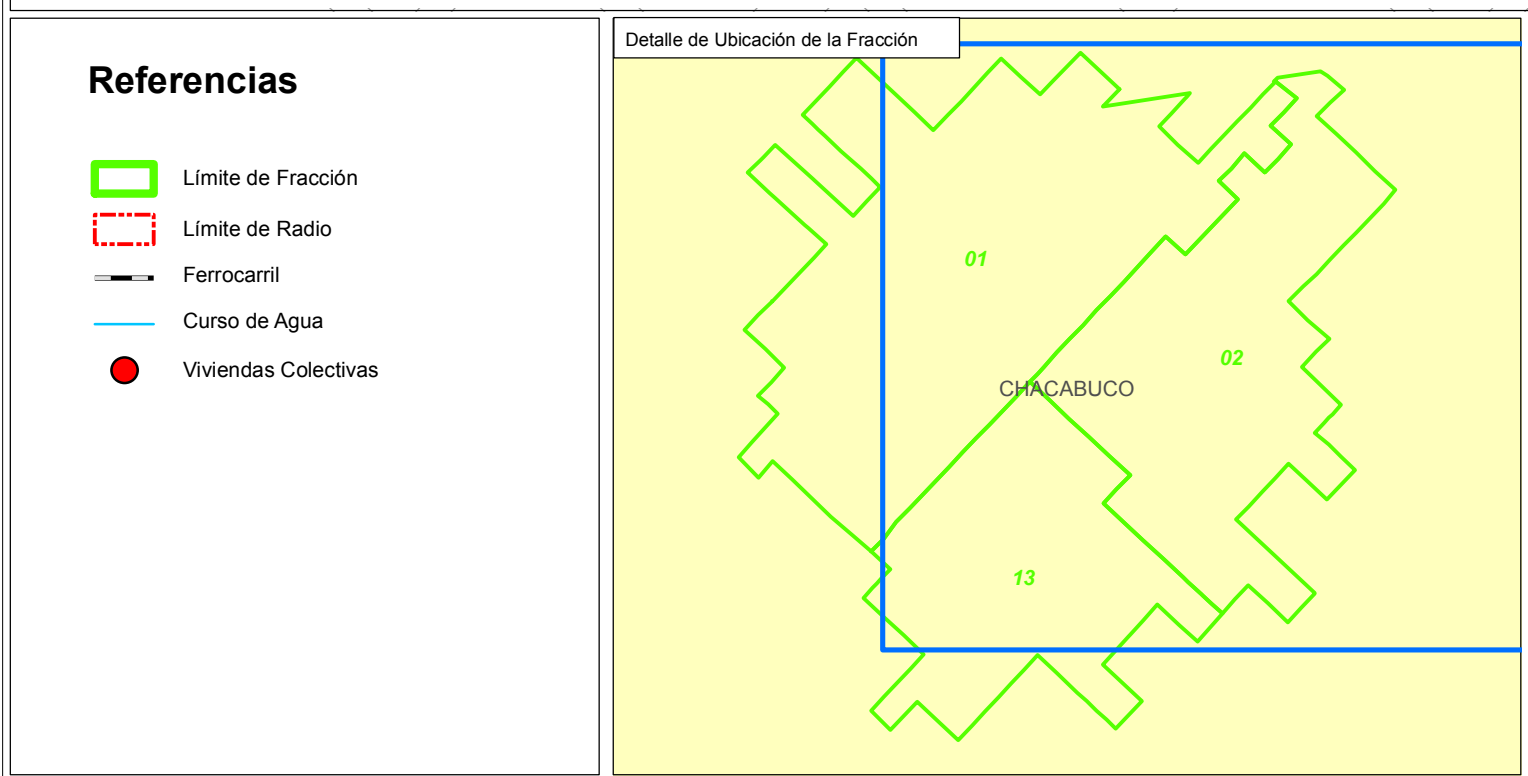 Referencias
Límite de Fracción
Límite de Radio
Ferrocarril
Curso de Agua
Viviendas Colectivas
Detalle de Ubicación de la Fracción
01
02
CHACABUCO
13